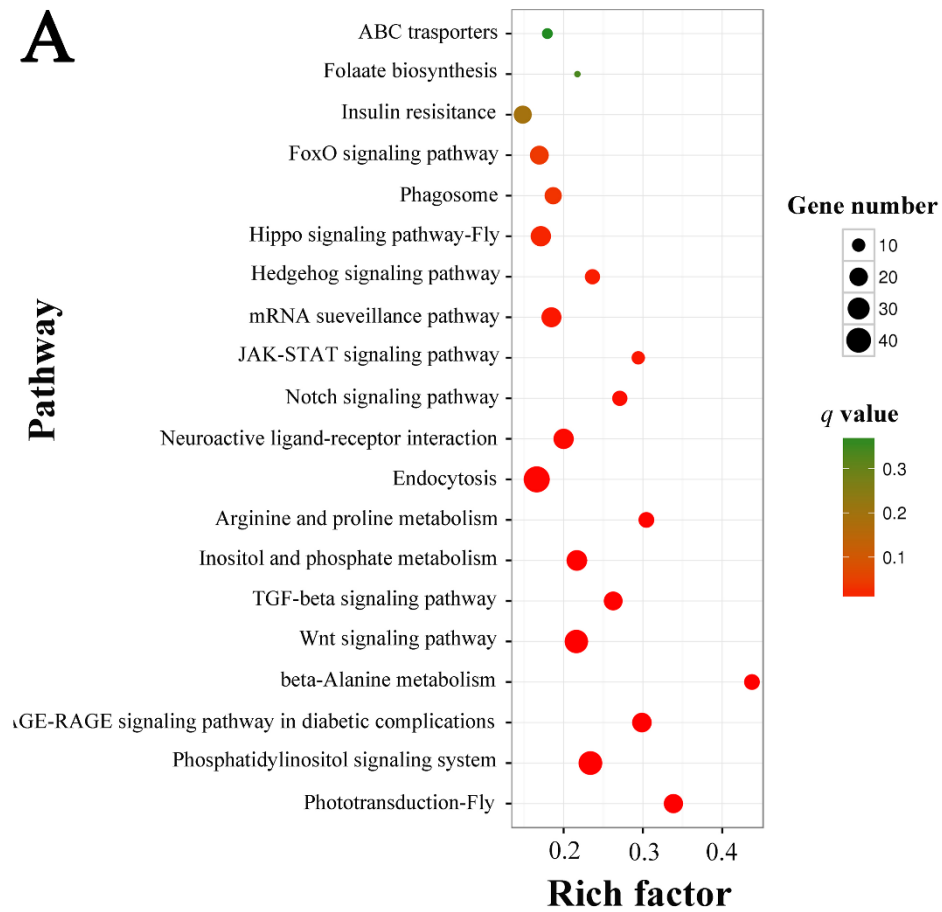 A
ABC trasporters
Folaate biosynthesis
Insulin resisitance
FoxO signaling pathway
Phagosome
Hippo signaling pathway-Fly
Hedgehog signaling pathway
mRNA sueveillance pathway
JAK-STAT signaling pathway
Notch signaling pathway
Neuroactive ligand-receptor interaction
Endocytosis
Arginine and proline metabolism
Inositol and phosphate metabolism
TGF-beta signaling pathway
Wnt signaling pathway
beta-Alanine metabolism
AGE-RAGE signaling pathway in diabetic complications
Phosphatidylinositol signaling system
Phototransduction-Fly
Pathway
0.2 0.3 0.4
Rich factor
Gene number
10
20
30
40
q value
0.3
0.2
0.1